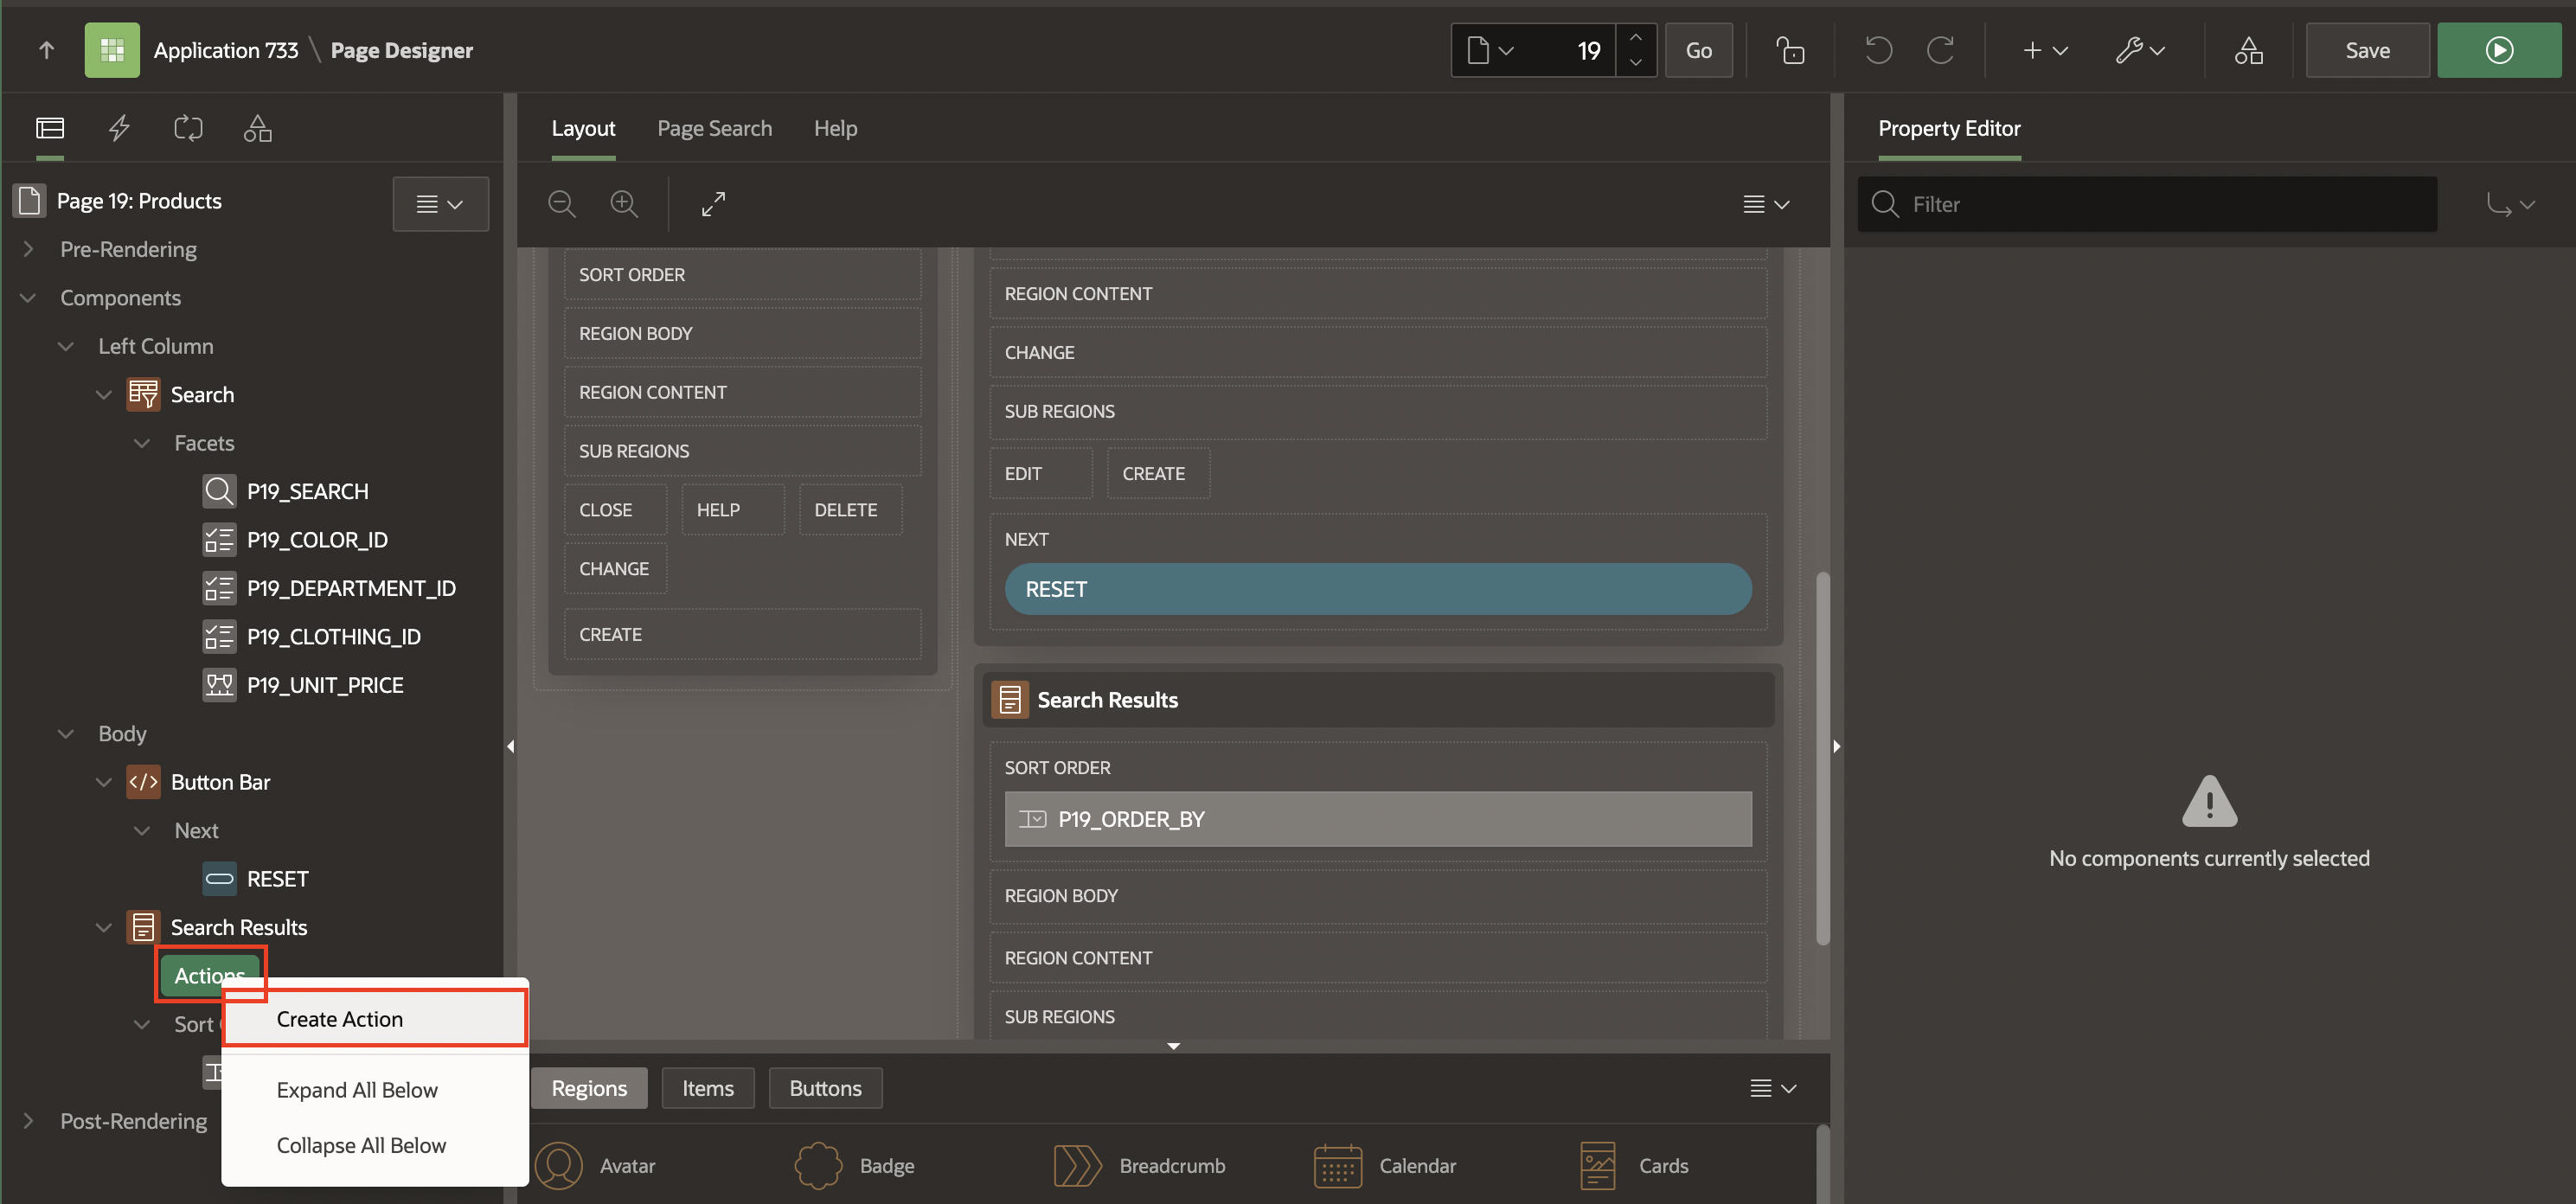 Application 733 \ Page Designer
19
Go
Save
Page 19: Products
Pre-Rendering
Components
Left Column
Search
Facets
P19_SEARCH
P19_COLOR_ID
P19_DEPARTMENT_ID
P19_CLOTHING_ID
P19_UNIT_PRICE
Body
Button Bar
Next
RESET
Search Results
Actions
Sort
Post-Rendering
Create Action
Expand All Below
Collapse All Below
Layout Page Search Help
SORT ORDER
REGION BODY
REGION CONTENT
SUB REGIONS
CLOSE HELP DELETE
CHANGE
CREATE
REGION CONTENT
CHANGE
SUB REGIONS
EDIT CREATE
NEXT
RESET
Search Results
SORT ORDER
P19_ORDER_BY
REGION BODY
REGION CONTENT
SUB REGIONS
Regions Items Buttons
Avatar Badge Breadcrumb Calendar Cards
Property Editor
Filter
No components currently selected